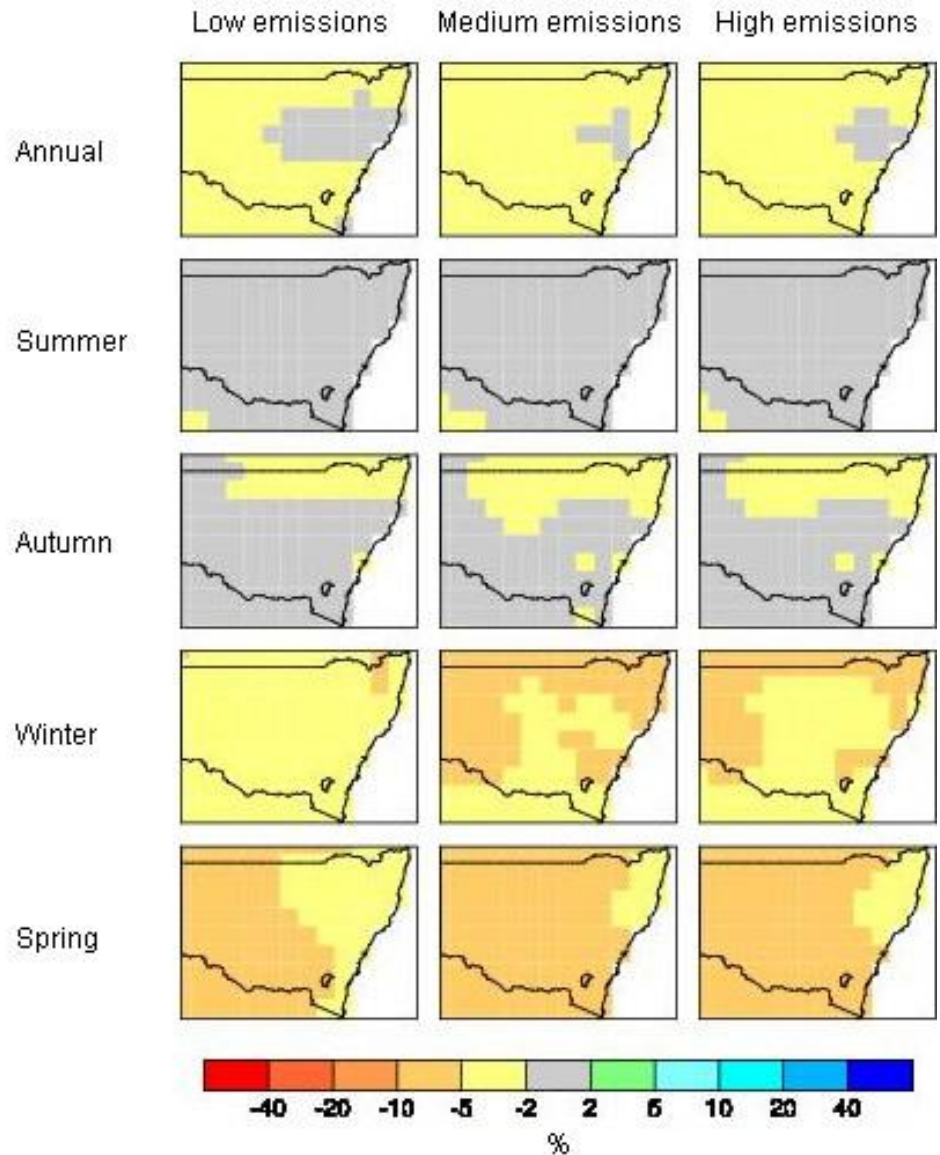 Low emissions Medium emissions High emissions
Annual
Summer
Autumn
Winter
Spring
-40 -20 -10 -5 -2 2 5 10 20 40
%